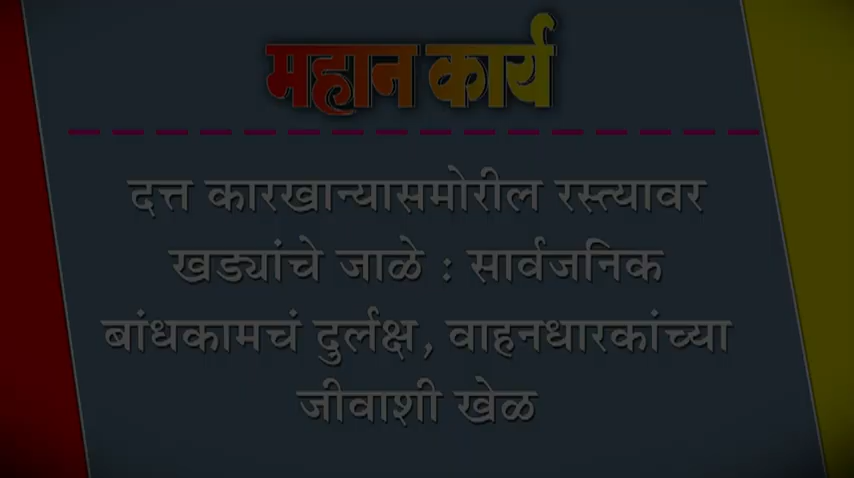 महान कार्य
दत्त कारखान्यासमोरील रस्त्यावर
खड्यांचे जाळे : सार्वजनिक
बांधकामचं दुर्लक्ष, वाहनधारकांच्या
जीवाशी खेळ